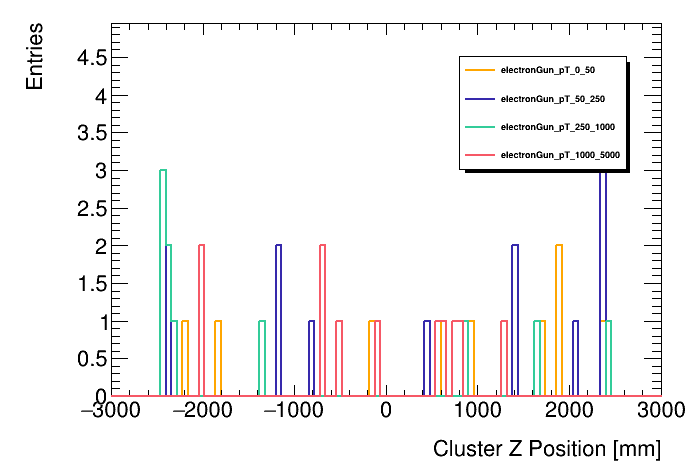 Entries
4.5
4
3.5
3
2.5
2
1.5
1
0.5
0
−3000 −2000 −1000 0 1000 2000 3000
Cluster Z Position [mm]
electronGun_pT_0_50
electronGun_pT_50_250
electronGun_pT_250_1000
electronGun_pT_1000_5000